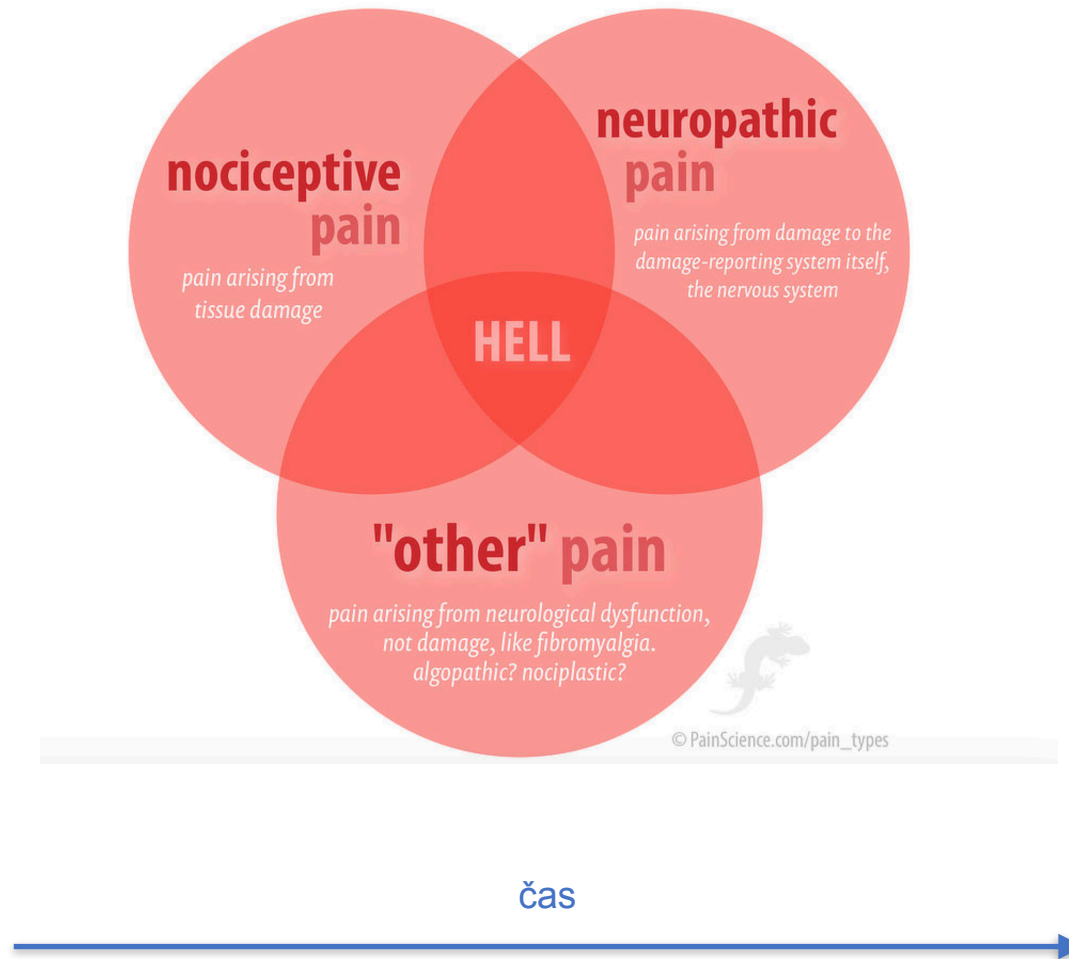 nociceptive
pain
pain arising from
tissue damage
neuropathic
pain
pain arising from damage to the
damage-reporting system itself,
the nervous system
HELL
"other" pain
pain arising from neurological dysfunction,
not damage, like fibromyalgia.
algopathic? nociplastic?
© PainScience.com/pain_types
čas